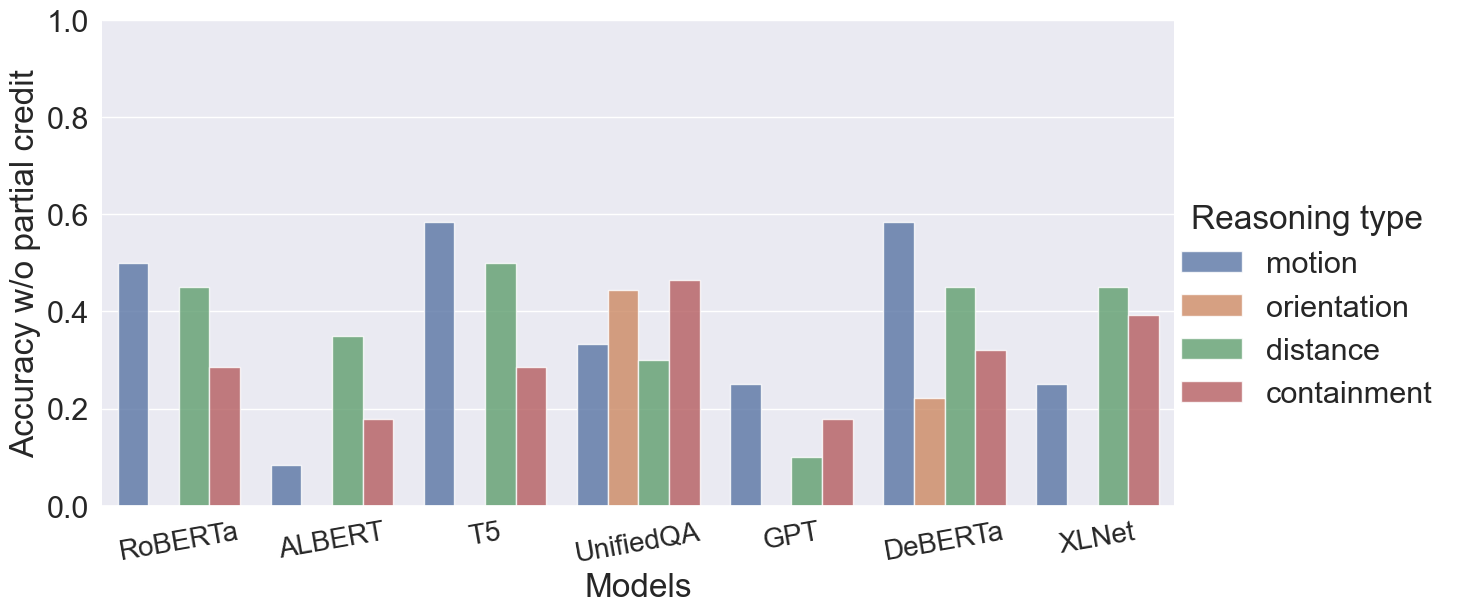 Accuracy w/o partial credit
1.0
0.8
0.6
0.4
0.2
0.0
RoBERTa
ALBERT
T5
UnifiedQA
GPT
DeBERTa
XLNet
Models
Reasoning type
motion
orientation
distance
containment